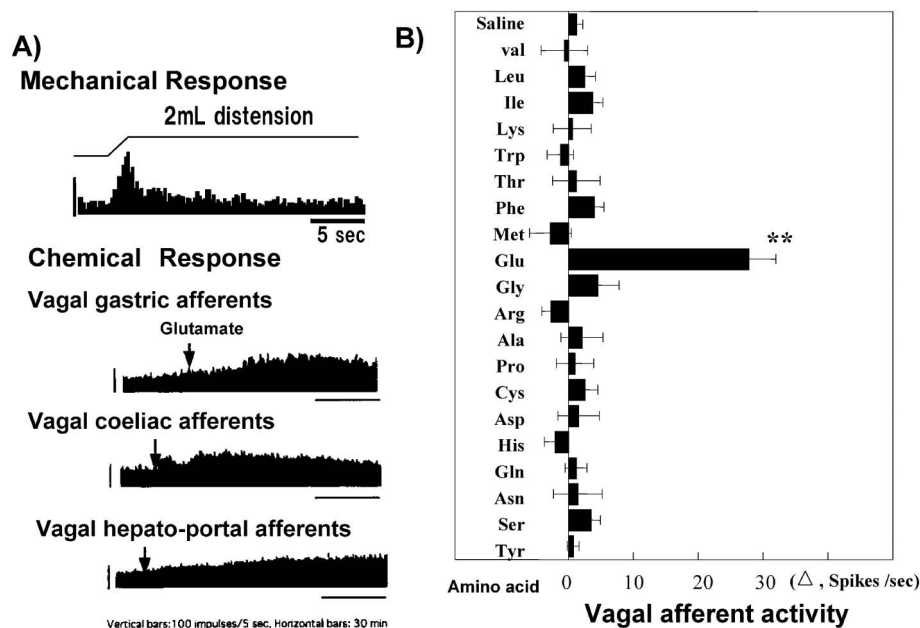 A)
Mechanical Response
2mL distension
5 sec
Chemical Response
Vagal gastric afferents
Glutamate
Vagal coeliac afferents
Vagal hepato-portal afferents
Vertical bars:100 impulses/5 sec, Horizontal bars: 30 min
B)
Saline
val
Leu
Ile
Lys
Trp
Thr
Phe
Met
**
Glu
Gly
Arg
Ala
Pro
Cys
Asp
His
Gln
Asn
Ser
Tyr
Amino acid 0 10 20 30 (△, Spikes /sec)
Vagal afferent activity